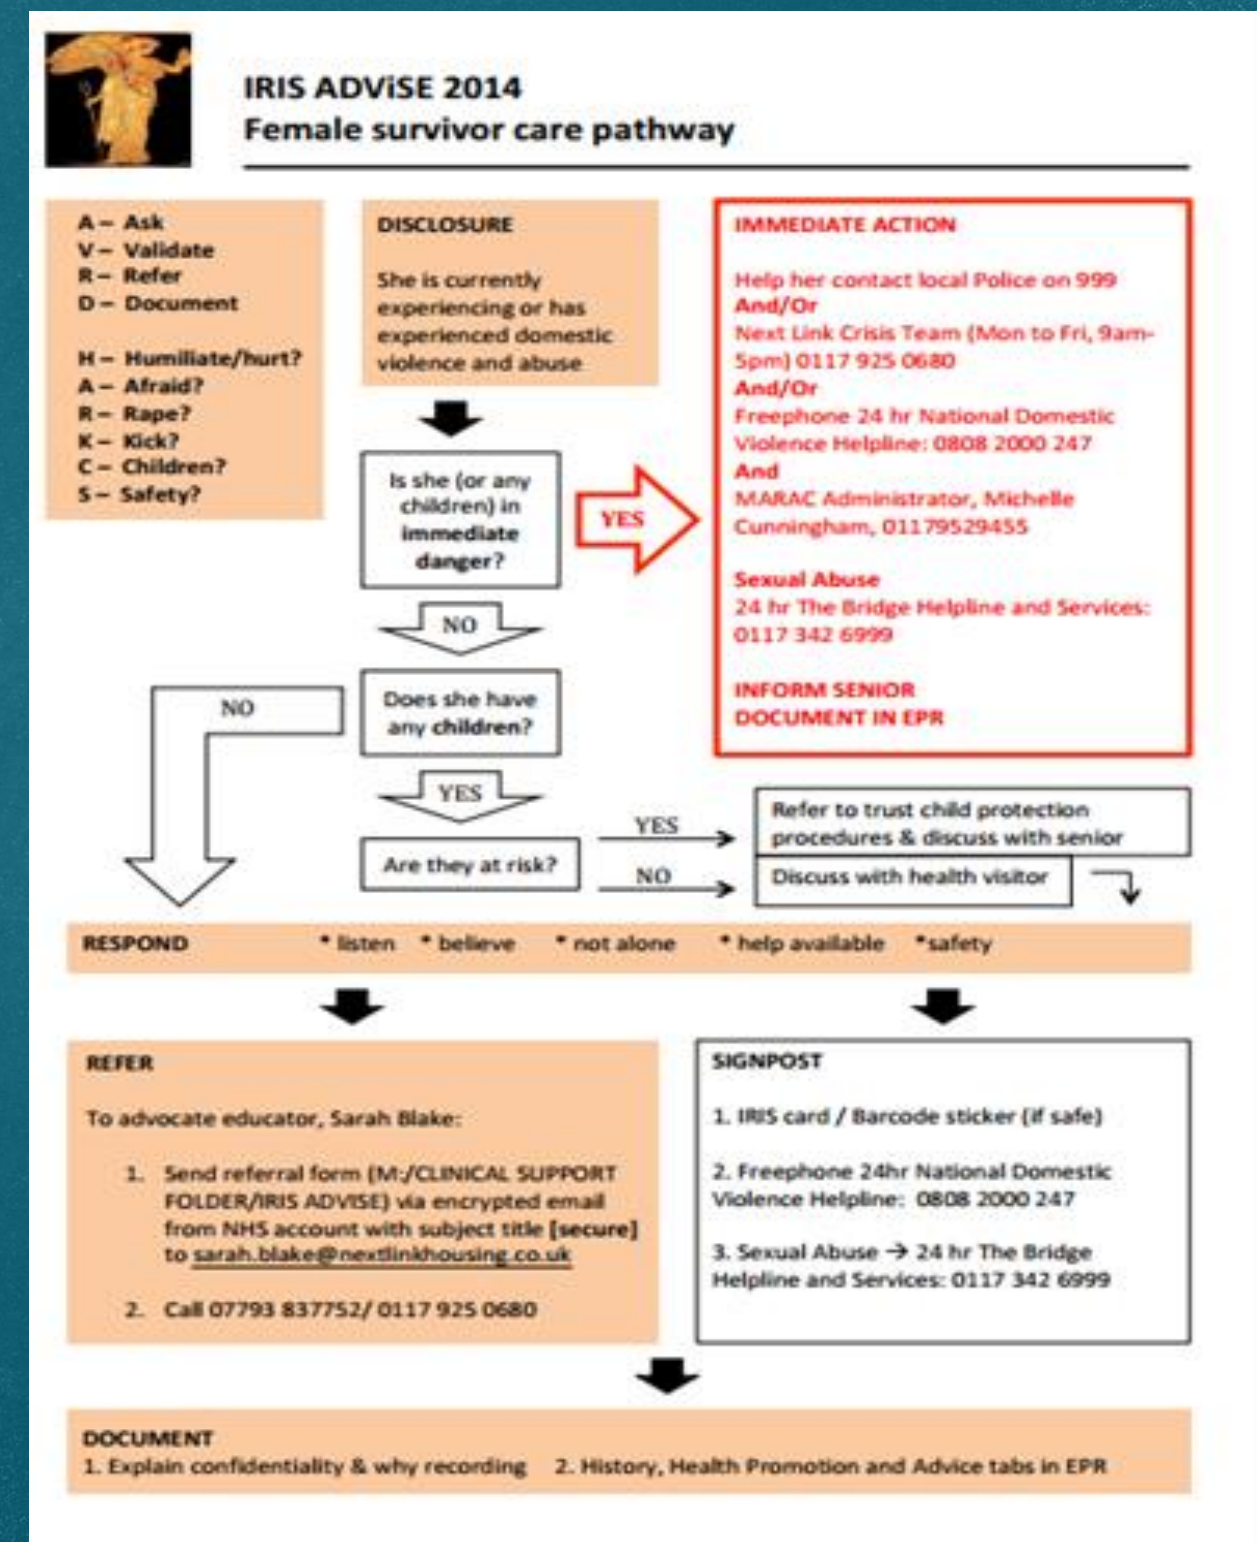 IRIS ADViSE 2014
Female survivor care pathway
A – Ask
V – Validate
R – Refer
D – Document
H – Humiliate/hurt?
A – Afraid?
R – Rape?
K – Kick?
C – Children?
S – Safety?
DISCLOSURE
She is currently
experiencing or has
experienced domestic
violence and abuse
IMMEDIATE ACTION
Help her contact local Police on 999
And/Or
Next Link Crisis Team (Mon to Fri, 9am-
5pm) 0117 925 0680
And/Or
Freephone 24 hr National Domestic
Violence Helpline: 0808 2000 247
And
MARAC Administrator, Michelle
Cunningham, 01179529455
Sexual Abuse
24 hr The Bridge Helpline and Services:
0117 342 6999
INFORM SENIOR
DOCUMENT IN EPR
Is she (or any
children) in
immediate
danger?
YES
NO
Does she have
any children?
NO
YES
Are they at risk?
YES
Refer to trust child protection
procedures & discuss with senior
NO
Discuss with health visitor
RESPOND * listen * believe * not alone * help available *safety
REFER
To advocate educator, Sarah Blake:
1. Send referral form (M:/CLINICAL SUPPORT
FOLDER/IRIS ADVISE) via encrypted email
from NHS account with subject title [secure]
to sarah.blake@nextlinkhousing.co.uk
2. Call 07793 837752/ 0117 925 0680
SIGNPOST
1. IRIS card / Barcode sticker (if safe)
2. Freephone 24hr National Domestic
Violence Helpline: 0808 2000 247
3. Sexual Abuse → 24 hr The Bridge
Helpline and Services: 0117 342 6999
DOCUMENT
1. Explain confidentiality & why recording 2. History, Health Promotion and Advice tabs in EPR